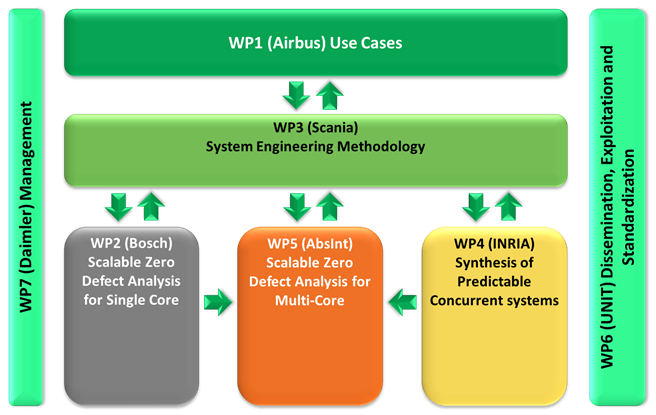 WP7 (Daimler) Management
WP1 (Airbus) Use Cases
WP3 (Scania)
System Engineering Methodology
WP2 (Bosch)
Scalable Zero
Defect Analysis
for Single Core
WP5 (AbsInt)
Scalable Zero
Defect Analysis for
Multi-Core
WP4 (INRIA)
Synthesis of
Predictable
Concurrent systems
WP6 (UNIT) Dissemination, Exploitation and
Standardization